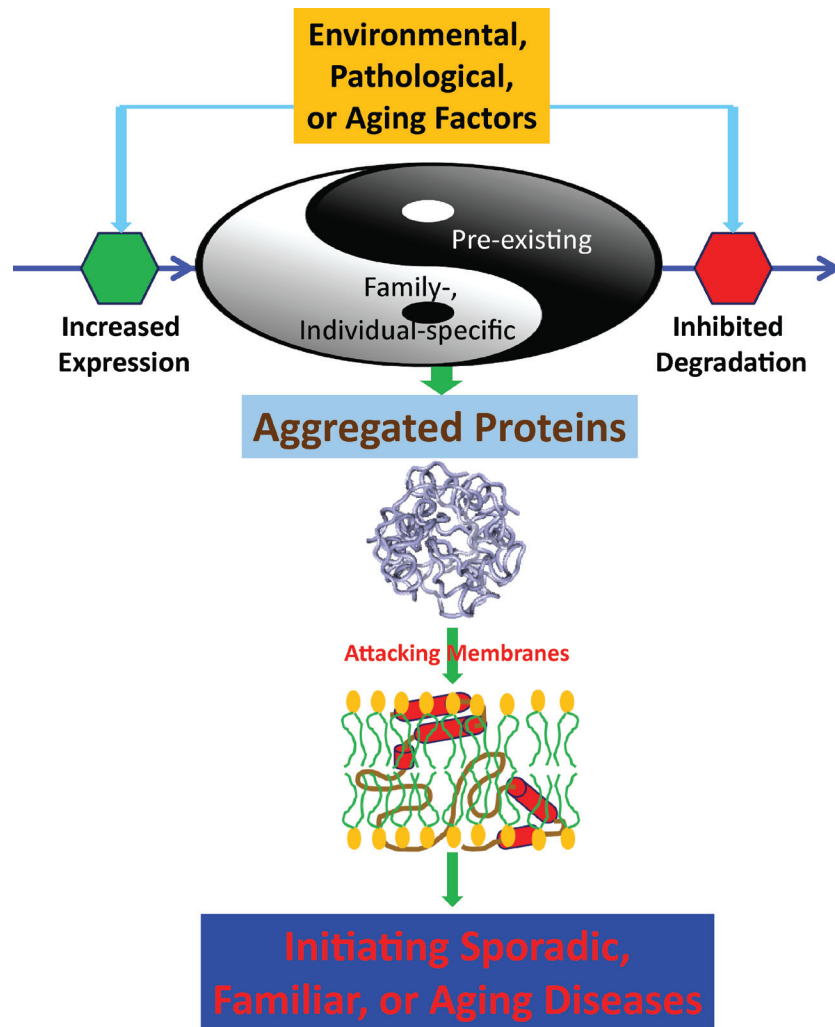 Environmental,
Pathological,
or Aging Factors
Pre-existing
Family-,
Individual-specific
Increased
Expression
Inhibited
Degradation
Aggregated Proteins
Attacking Membranes
Initiating Sporadic,
Familiar, or Aging Diseases